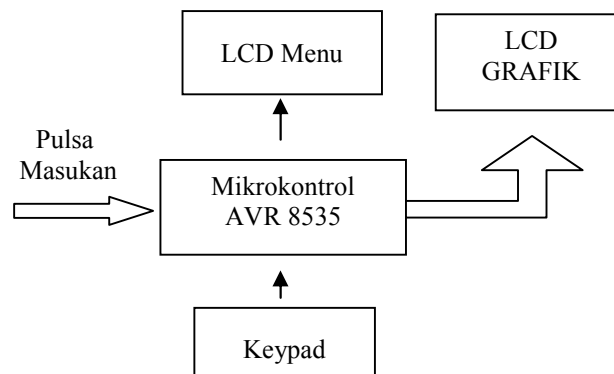 LCD Menu
LCD
GRAFIK
Pulsa
Masukan
Mikrokontrol
AVR 8535
Keypad